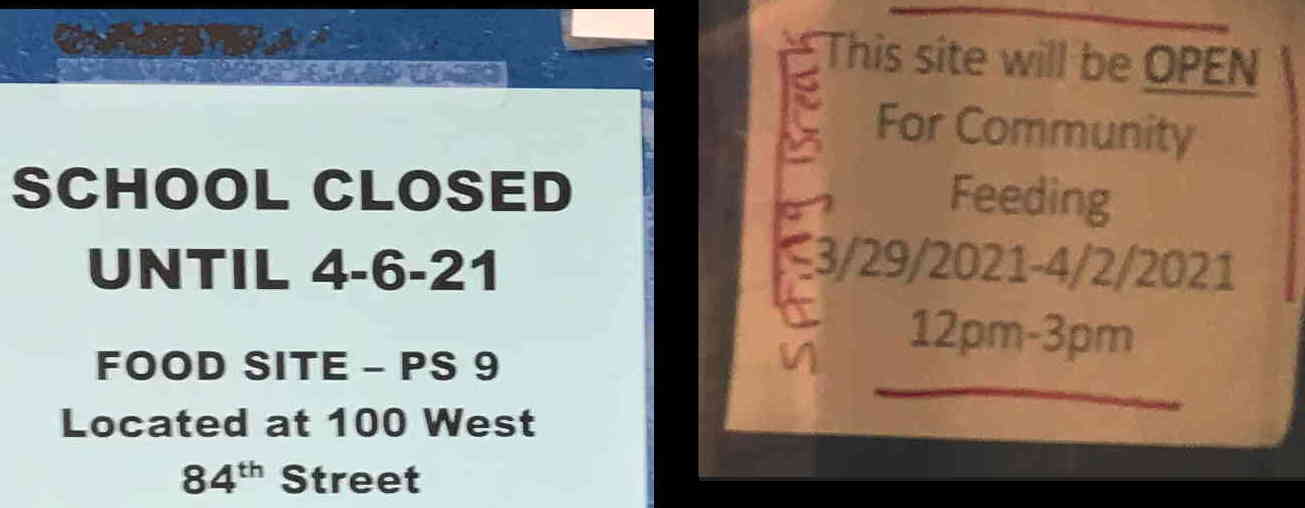 SCHOOL CLOSED
UNTIL 4-6-21
FOOD SITE – PS 9
Located at 100 West
84th Street
Spring Break
This site will be OPEN
For Community
Feeding
3/29/2021-4/2/2021
12pm-3pm